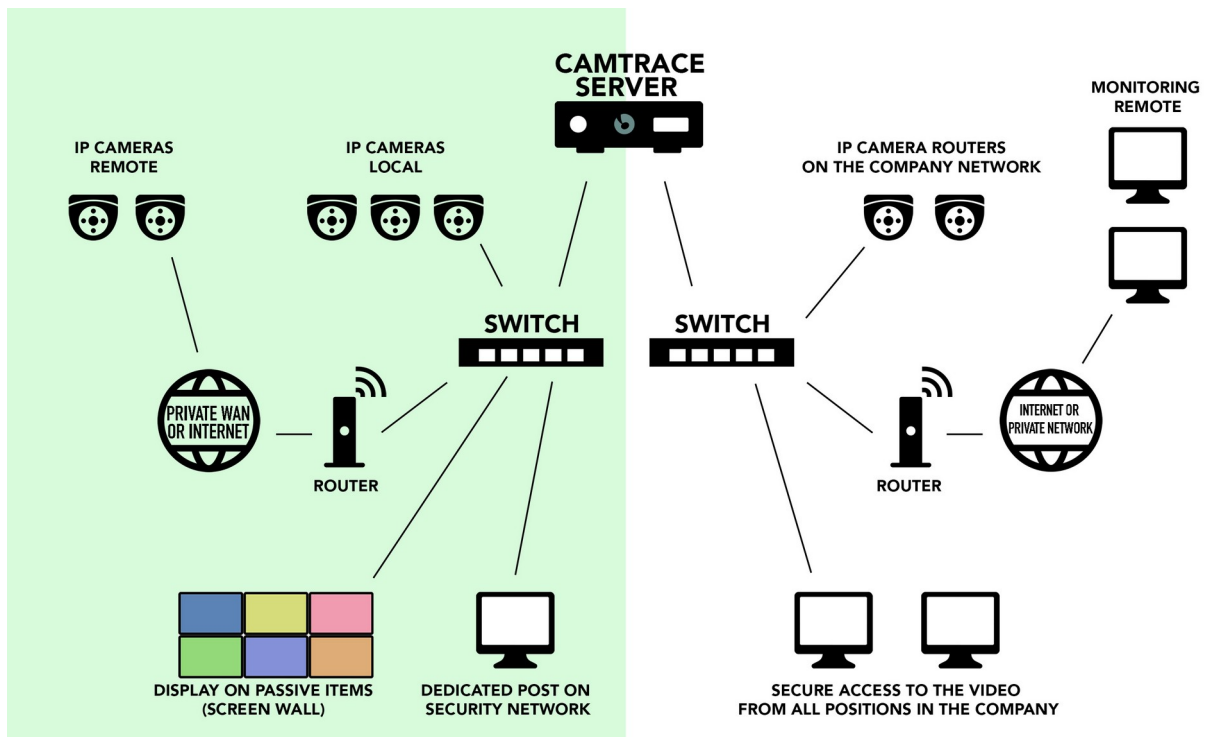 CAMTRACE
SERVER
MONITORING
REMOTE
IP CAMERAS
REMOTE
IP CAMERAS
LOCAL
IP CAMERA ROUTERS
ON THE COMPANY NETWORK
SWITCH
SWITCH
PRIVATE WAN
OR INTERNET
ROUTER
INTERNET OR
PRIVATE NETWORK
ROUTER
DISPLAY ON PASSIVE ITEMS
(SCREEN WALL)
DEDICATED POST ON
SECURITY NETWORK
SECURE ACCESS TO THE VIDEO
FROM ALL POSITIONS IN THE COMPANY